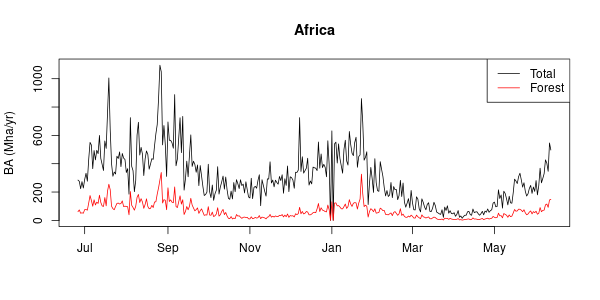 Africa
Total
Forest
BA (Mha/yr)
1000
600
200
0
Jul Sep Nov Jan Mar May